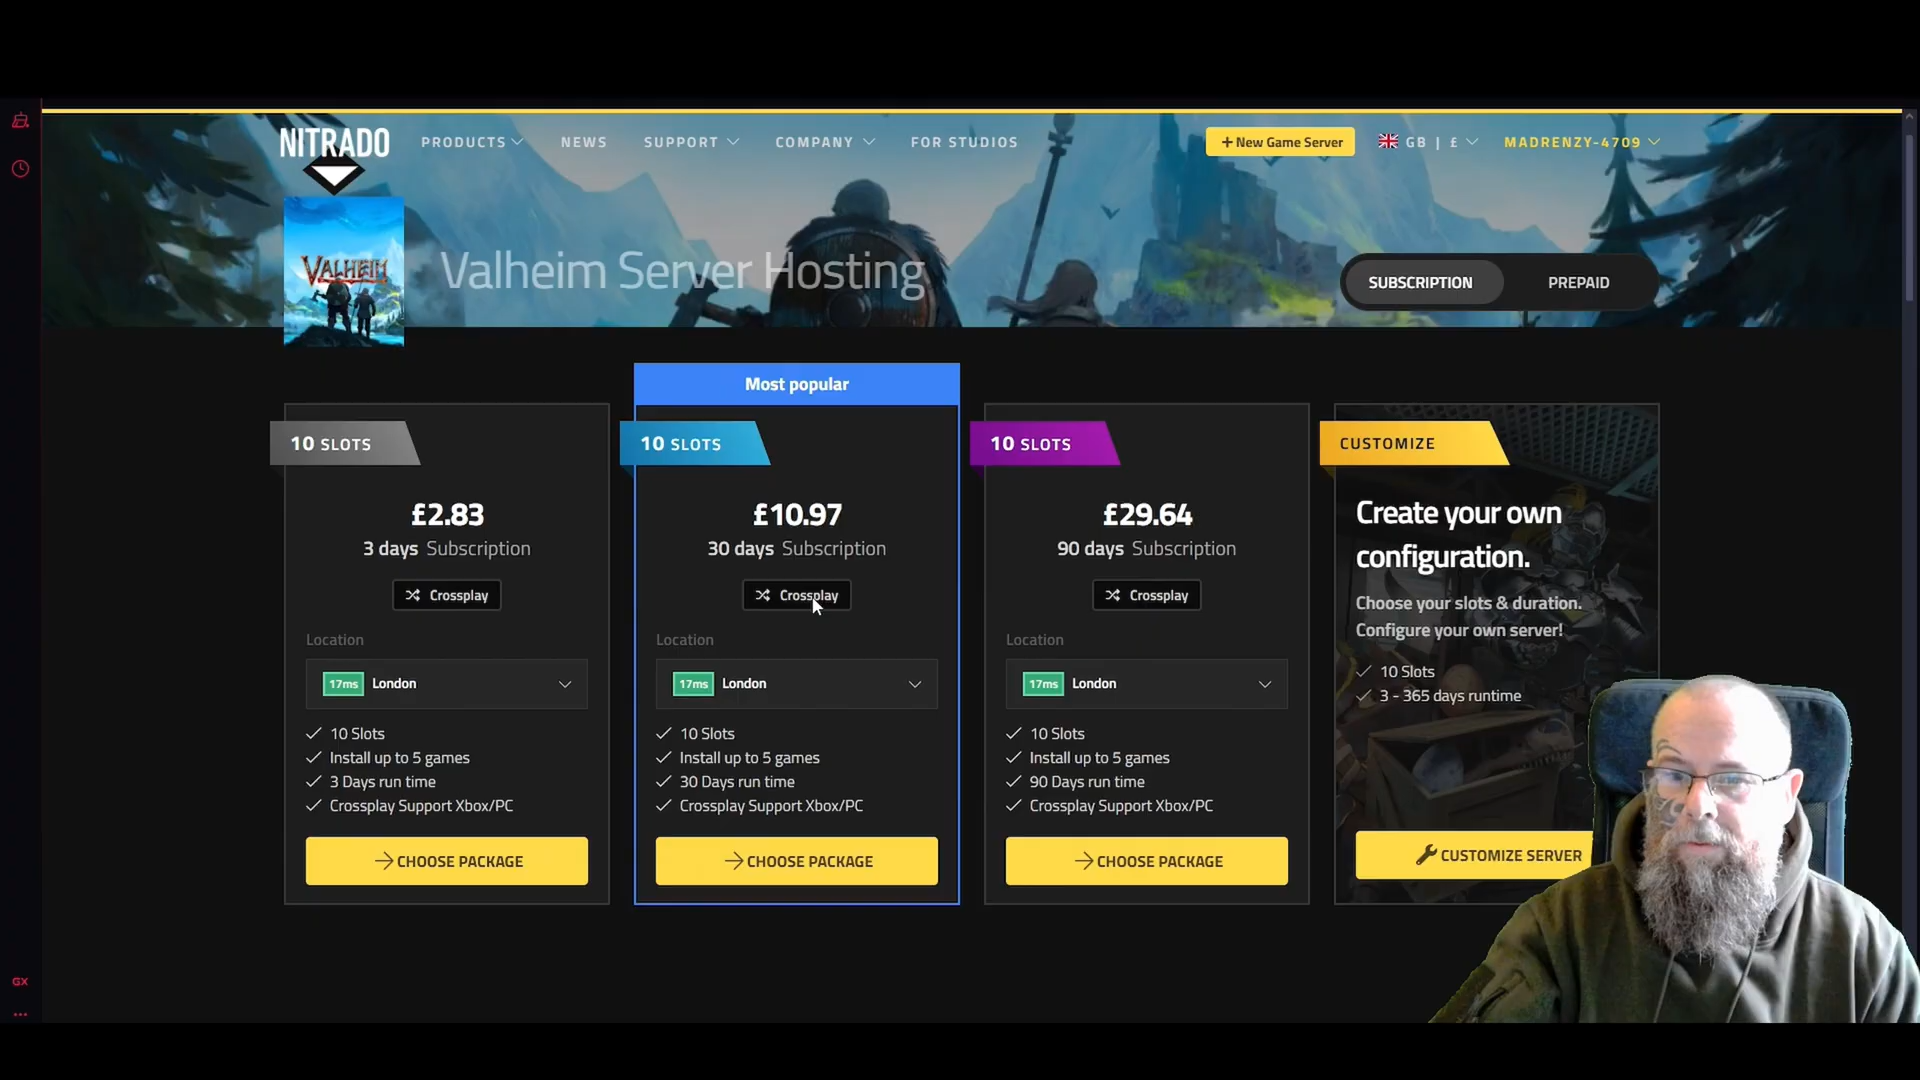 NITRADO
PRODUCTS
NEWS
SUPPORT
COMPANY
FOR STUDIOS
+ New Game Server
GB | £
MADRENZY-4709
VALHEIM
Valheim Server Hosting
SUBSCRIPTION
PREPAID
Most popular
10 SLOTS
£2.83
3 days Subscription
Crossplay
Location
17ms London
10 Slots
Install up to 5 games
3 Days run time
Crossplay Support Xbox/PC
CHOOSE PACKAGE
10 SLOTS
£10.97
30 days Subscription
Crossplay
Location
17ms London
10 Slots
Install up to 5 games
30 Days run time
Crossplay Support Xbox/PC
CHOOSE PACKAGE
10 SLOTS
£29.64
90 days Subscription
Crossplay
Location
17ms London
10 Slots
Install up to 5 games
90 Days run time
Crossplay Support Xbox/PC
CHOOSE PACKAGE
CUSTOMIZE
Create your own
configuration.
Choose your slots & duration.
Configure your own server!
10 Slots
3 - 365 days runtime
CUSTOMIZE SERVER
GX